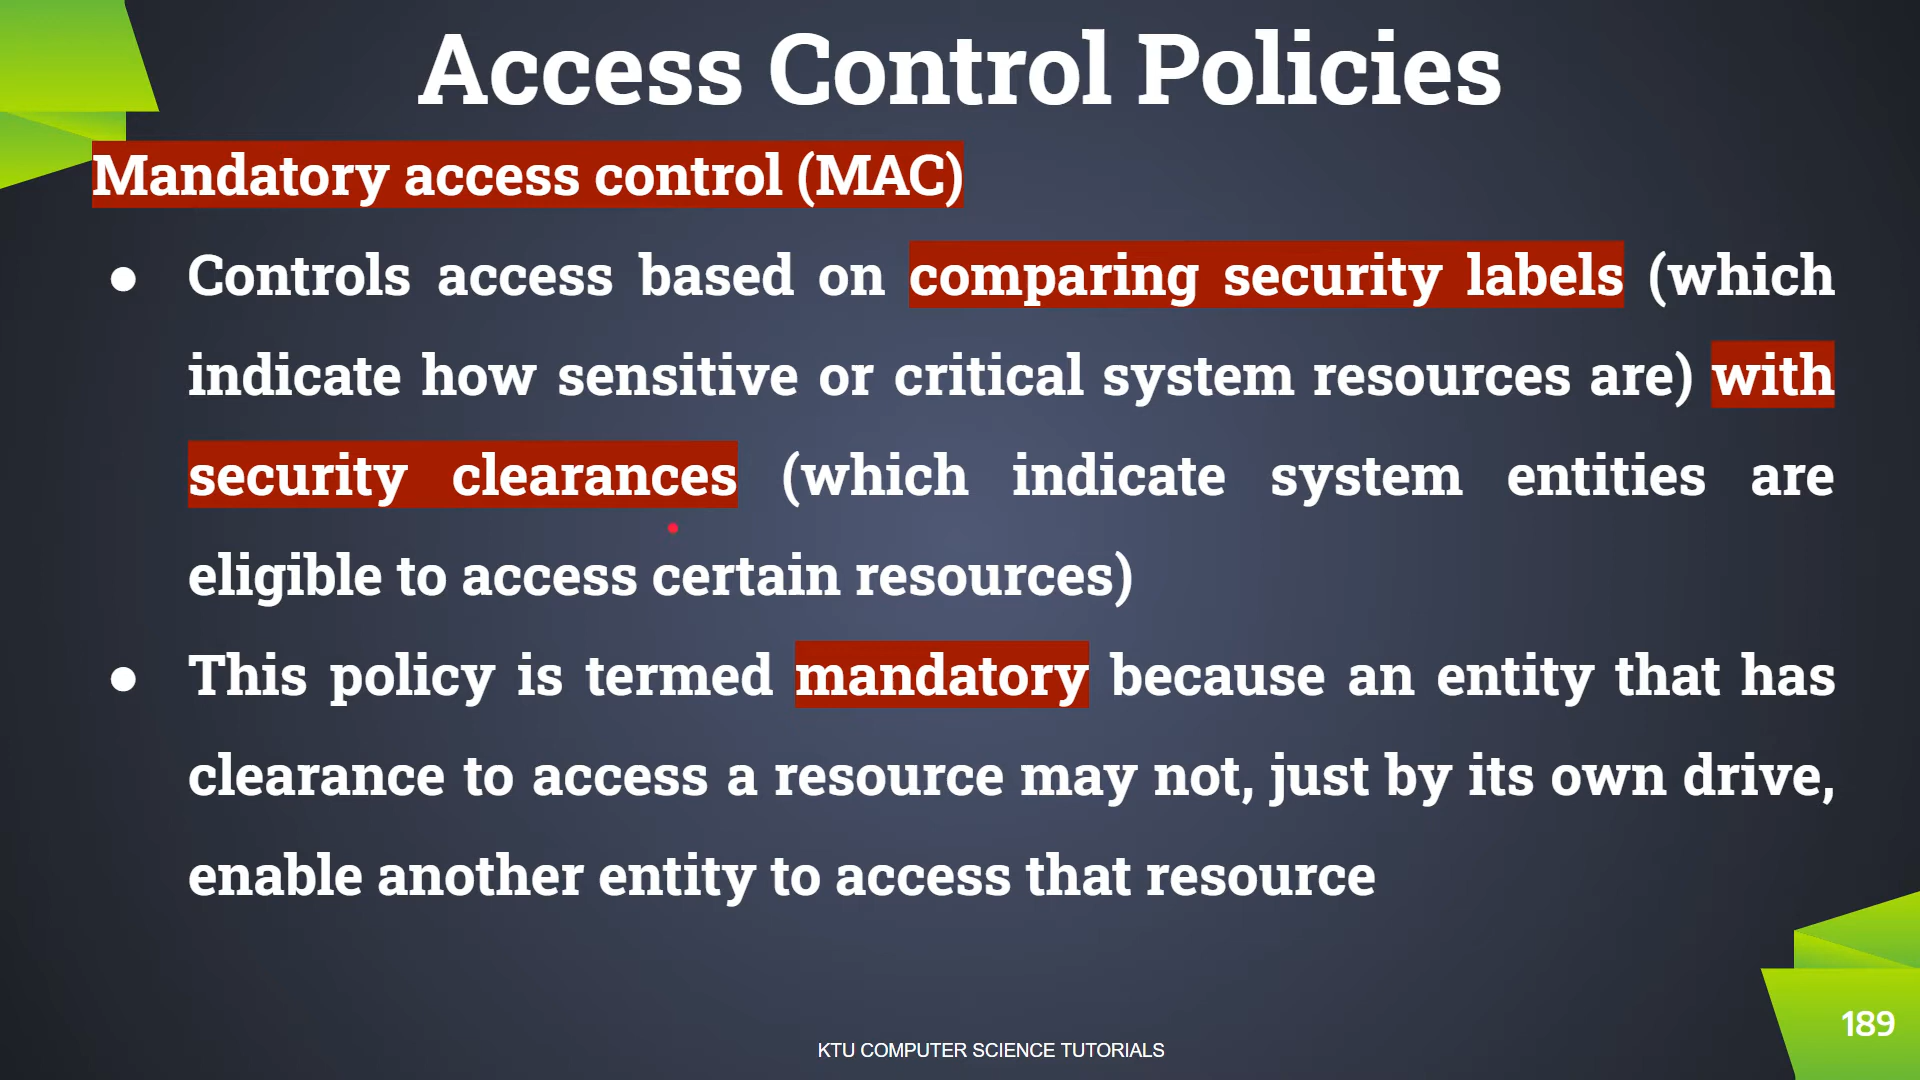 Access Control Policies
Mandatory access control (MAC)
● Controls access based on comparing security labels (which
indicate how sensitive or critical system resources are) with
security clearances (which indicate system entities are
eligible to access certain resources)
● This policy is termed mandatory because an entity that has
clearance to access a resource may not, just by its own drive,
enable another entity to access that resource
189
KTU COMPUTER SCIENCE TUTORIALS